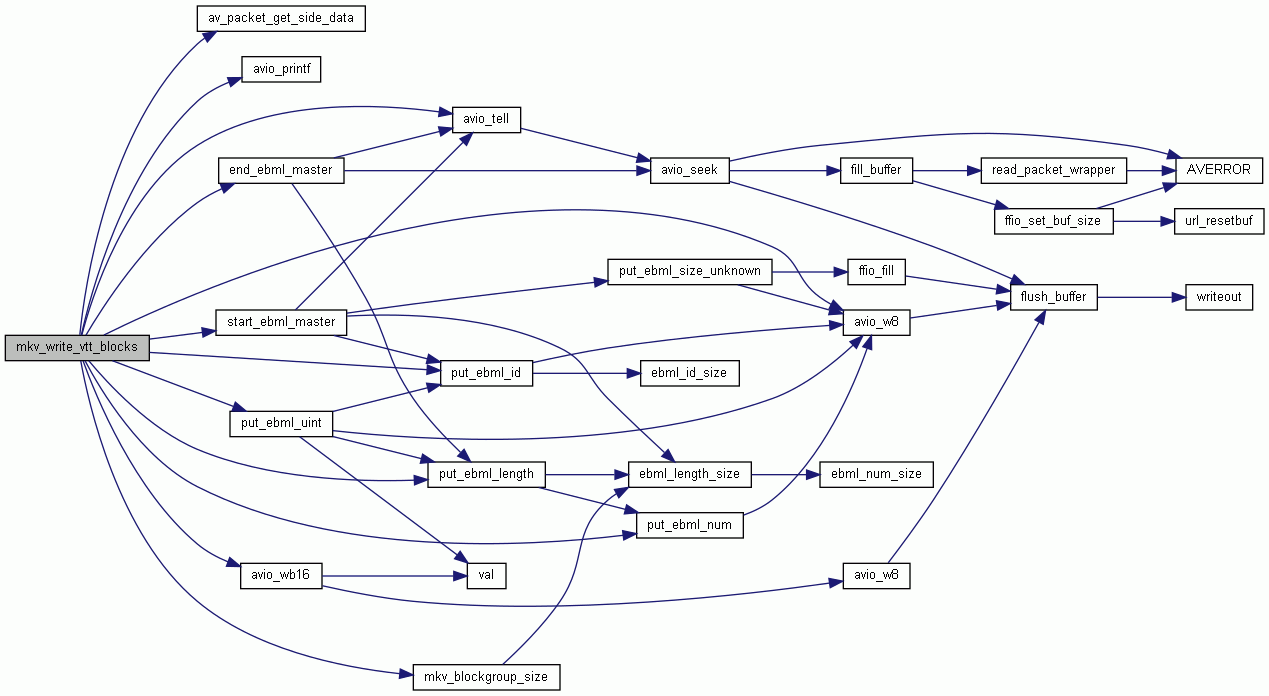 av_packet_get_side_data
avio_printf
avio_tell
end_ebml_master
avio_seek
fill_buffer
read_packet_wrapper
AVERROR
ffio_set_buf_size
url_resetbuf
put_ebml_size_unknown
ffio_fill
flush_buffer
writeout
start_ebml_master
avio_w8
mkv_write_vtt_blocks
put_ebml_id
ebml_id_size
put_ebml_uint
put_ebml_length
ebml_length_size
ebml_num_size
put_ebml_num
avio_wb16
val
avio_w8
mkv_blockgroup_size